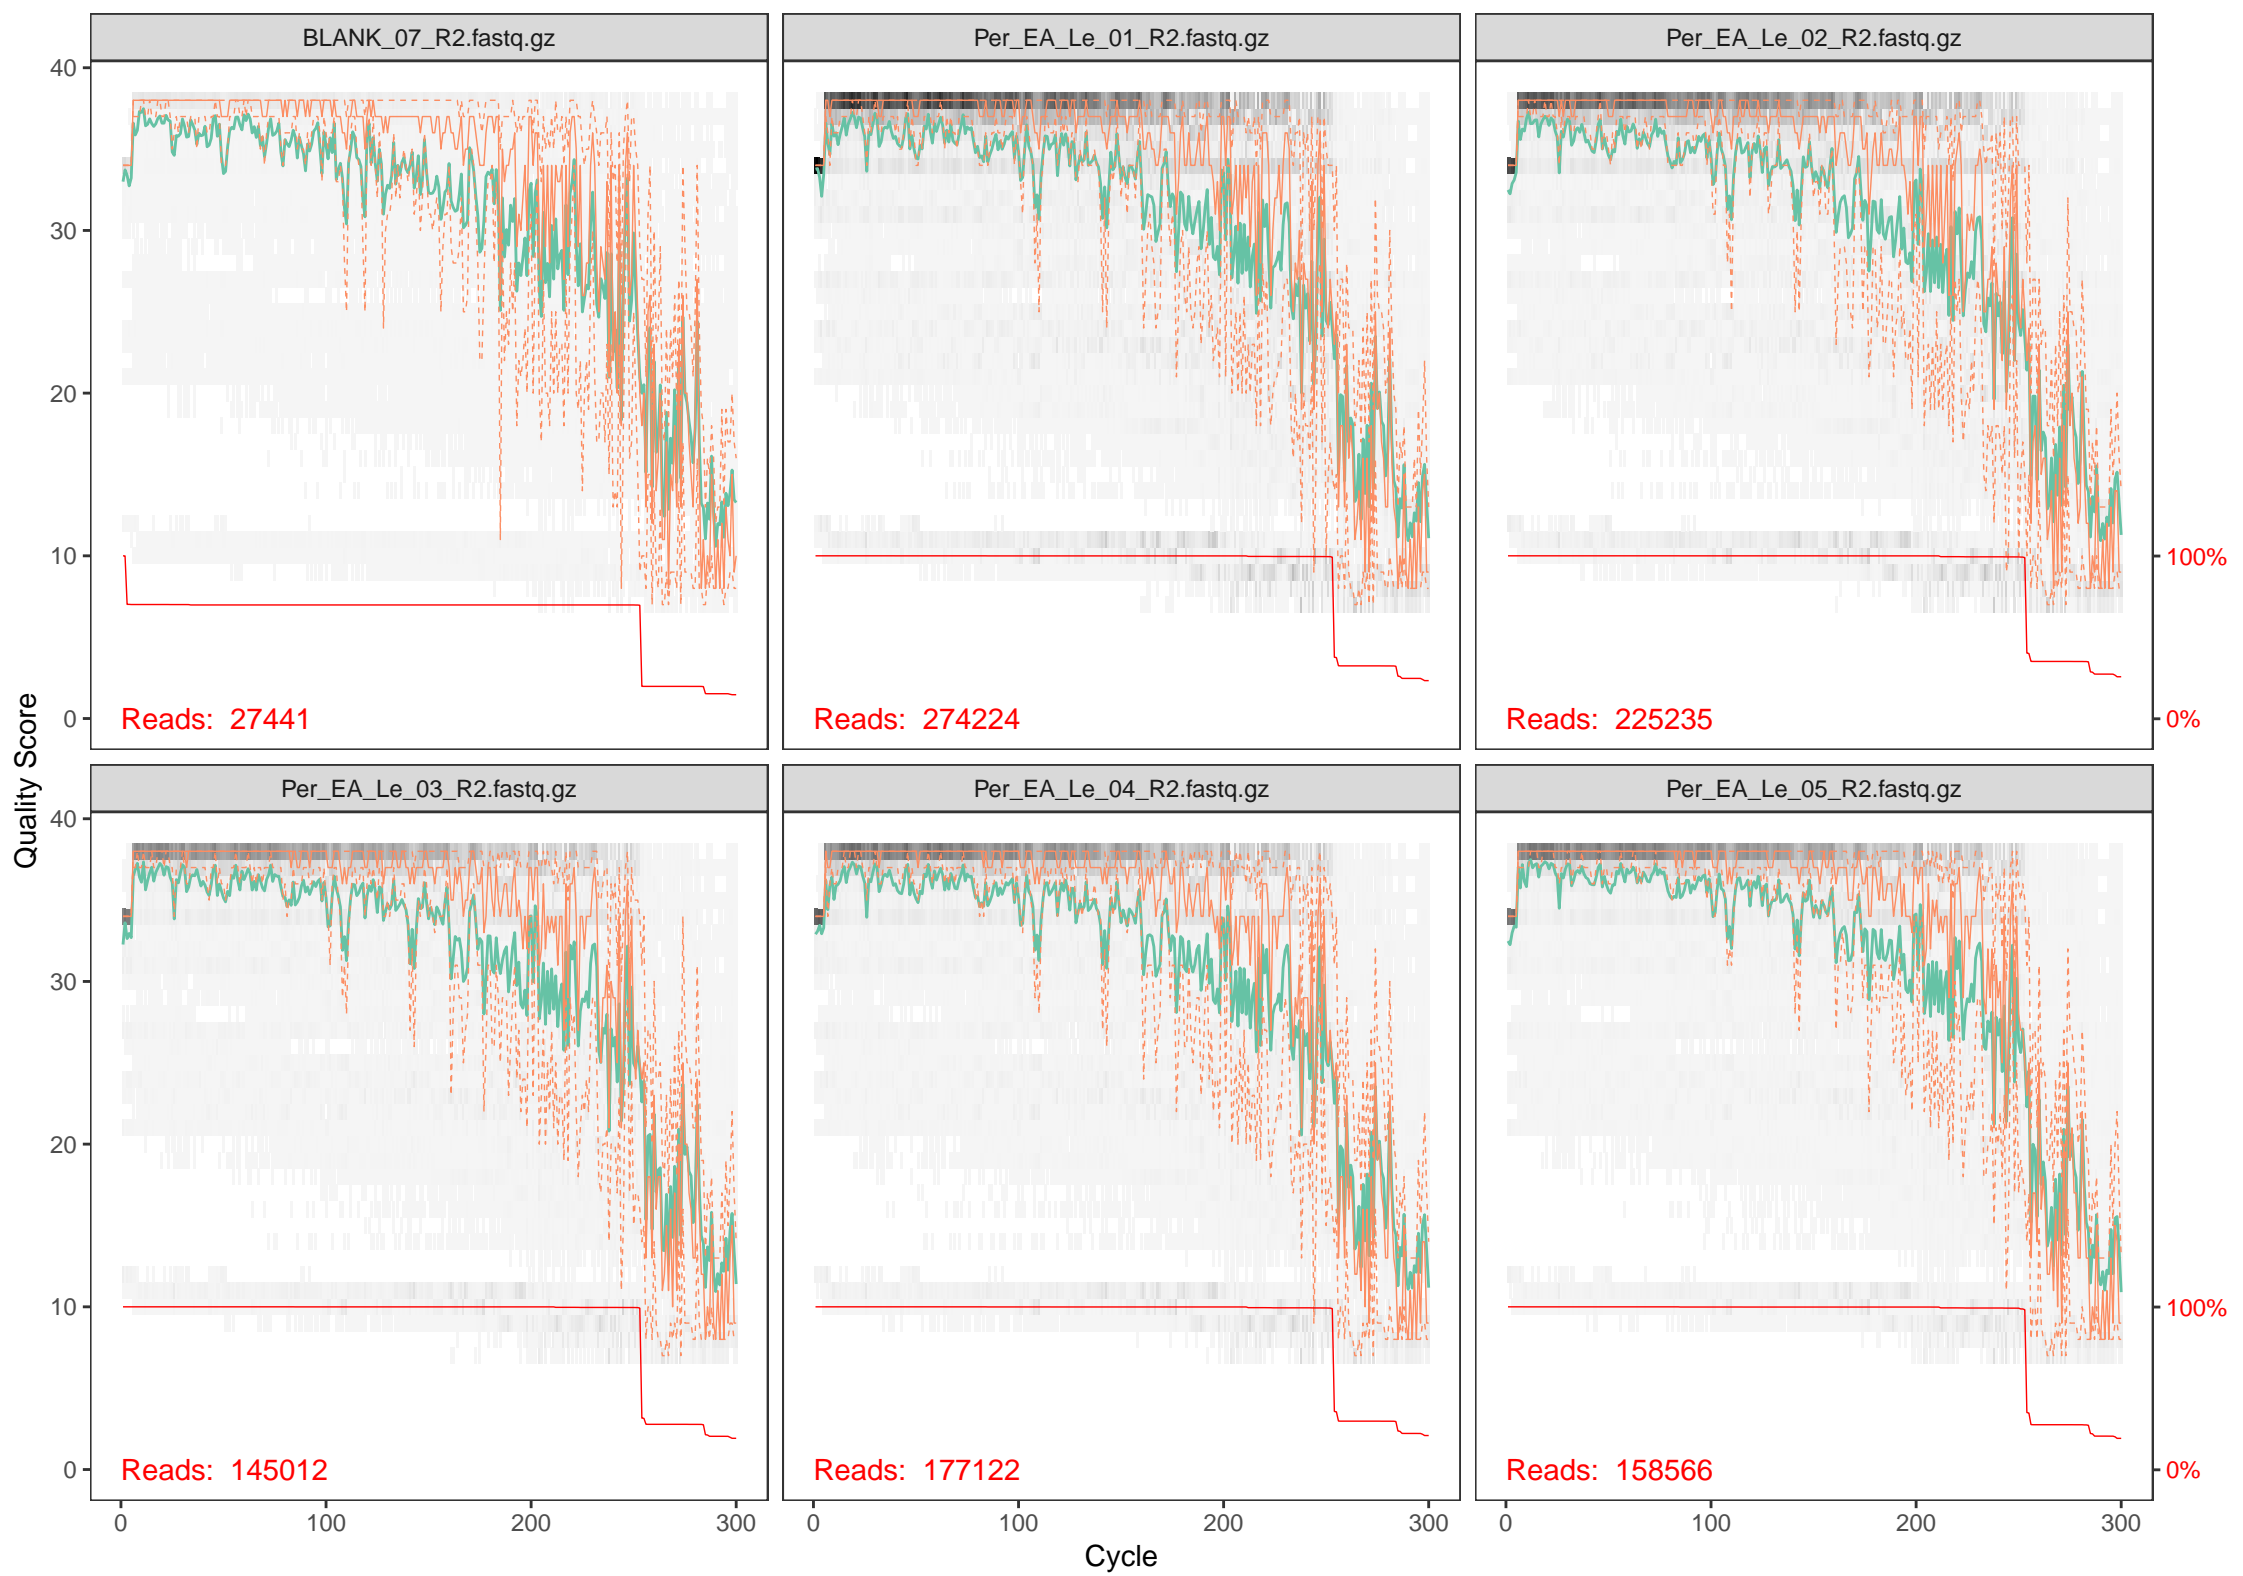 BLANK_07_R2.fastq.gz
Per_EA_Le_01_R2.fastq.gz
Per_EA_Le_02_R2.fastq.gz
40
30
20
10
0
Reads: 27441
Reads: 274224
Reads: 225235
100%
0%
Per_EA_Le_03_R2.fastq.gz
Per_EA_Le_04_R2.fastq.gz
Per_EA_Le_05_R2.fastq.gz
40
30
20
10
0
Reads: 145012
Reads: 177122
Reads: 158566
100%
0%
0 100 200 300
0 100 200 300
0 100 200 300
Quality Score
Cycle